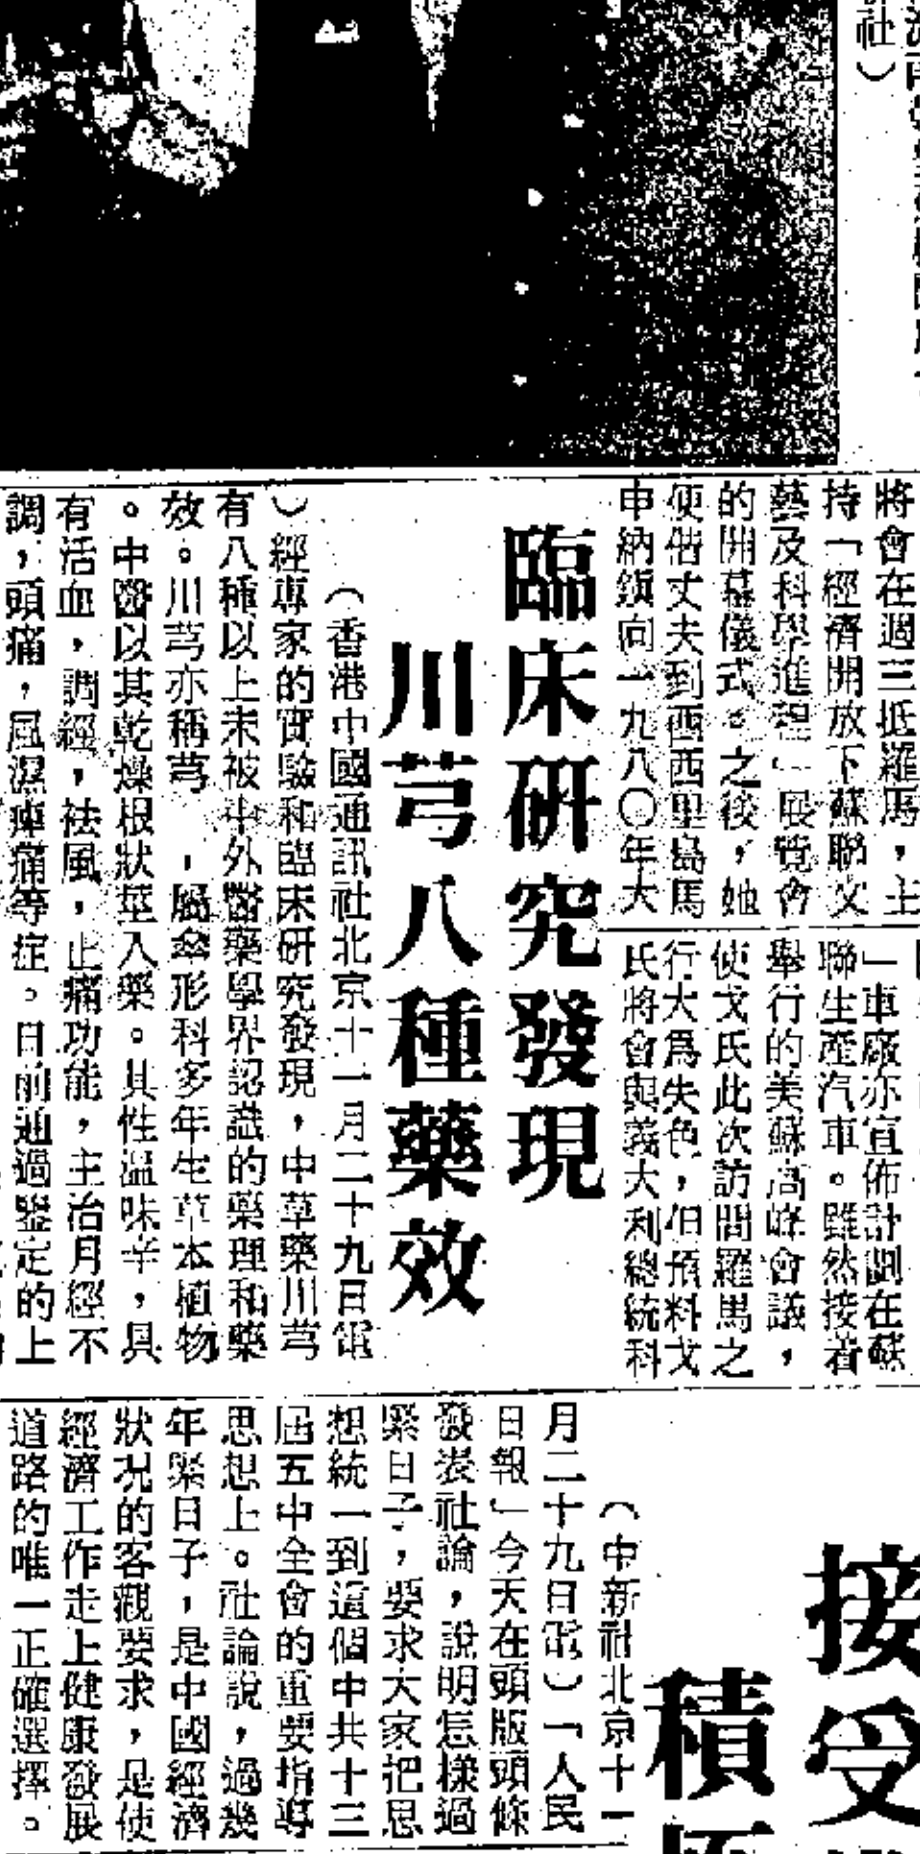 社）
將會在週三抵羅馬，主
持「經濟開放下蘇聯文
藝及科學進程」展覽會
的開幕儀式。之後，她
便偕丈夫到西西里島馬
申納鎮向一九八〇年大
」車廠亦宣佈計劃在蘇
聯生產汽車。雖然接着
舉行的美蘇高峰會議，
使戈氏此次訪問羅馬之
行大爲失色，但預料戈
氏將會與義大利總統科
臨床研究發現
川芎八種藥效
（香港中國通訊社北京十一月二十九日電
）經專家的實驗和臨床研究發現，中草藥川芎
有八種以上未被中外醫藥學界認識的藥理和藥
效。川芎亦稱芎，屬傘形科多年生草本植物
。中醫以其乾燥根狀莖入藥。其性溫味辛，具
有活血，調經，袪風，止痛功能，主治月經不
調，頭痛，風濕痺痛等症。日前通過鑒定的上
接受
積
（中新社北京十一
月二十九日電）「人民
日報」今天在頭版頭條
發表社論，說明怎樣過
緊日子，要求大家把思
想統一到這個中共十三
屆五中全會的重要指導
思想上。社論說，過幾
年緊日子，是中國經濟
狀況的客觀要求，是使
經濟工作走上健康發展
道路的唯一正確選擇。